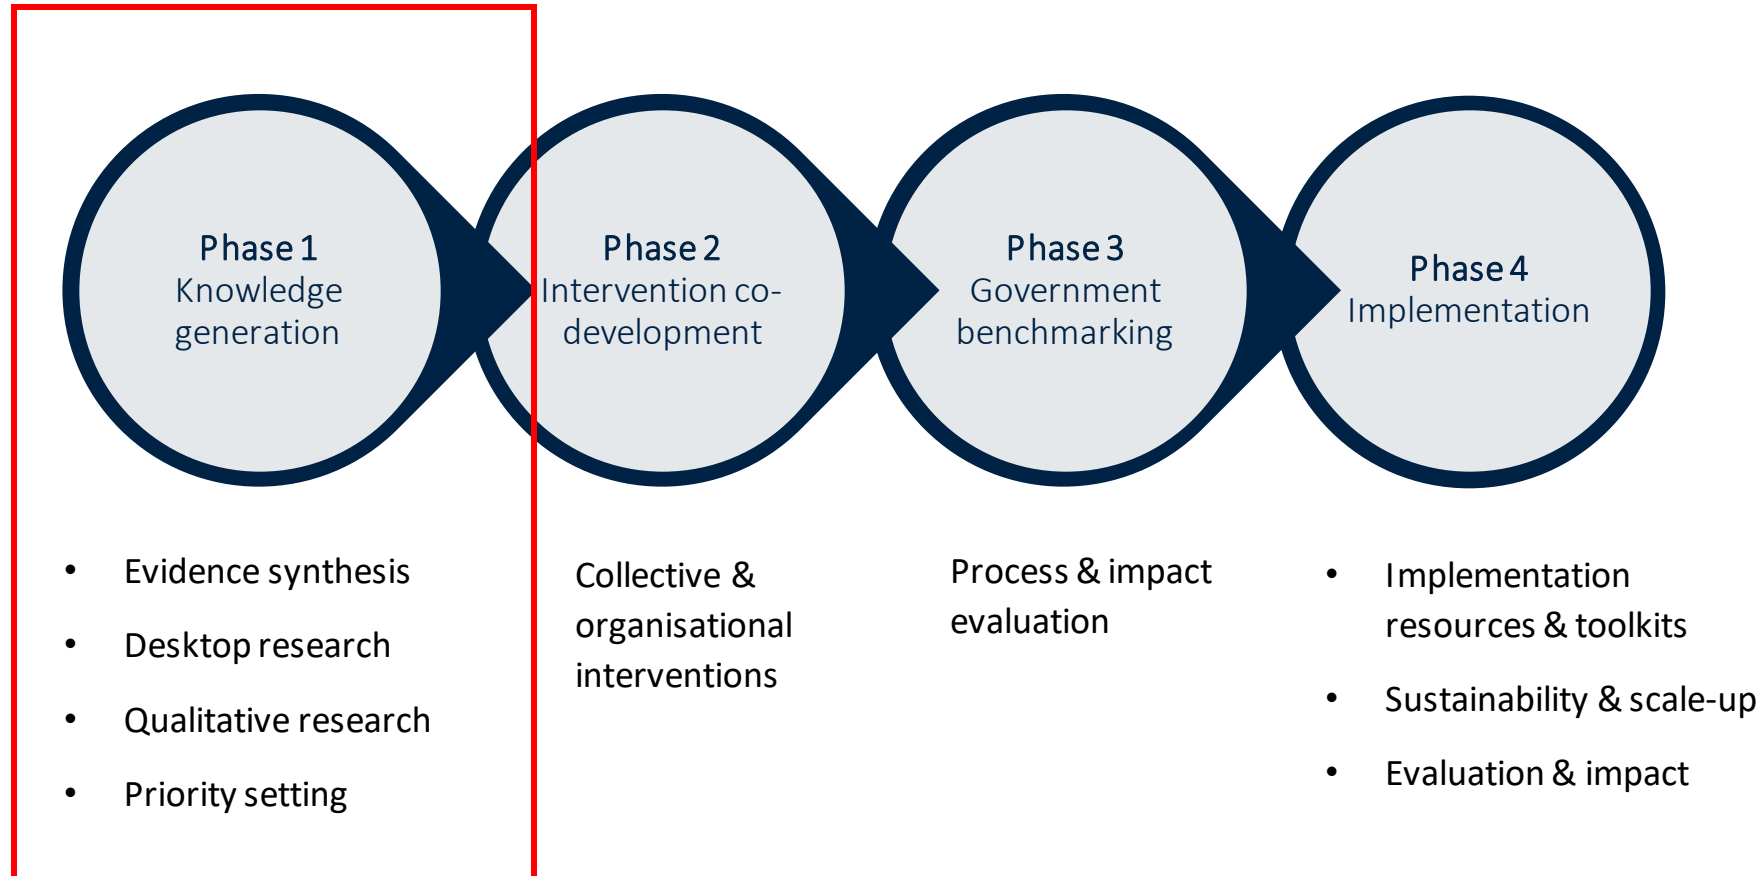 Phase 1
Knowledge
generation
Phase 2
Intervention co-
development
Phase 3
Government
benchmarking
Phase 4
Implementation
• Evidence synthesis
• Desktop research
• Qualitative research
• Priority setting
Collective &
organisational
interventions
Process & impact
evaluation
• Implementation
resources & toolkits
• Sustainability & scale-up
• Evaluation & impact